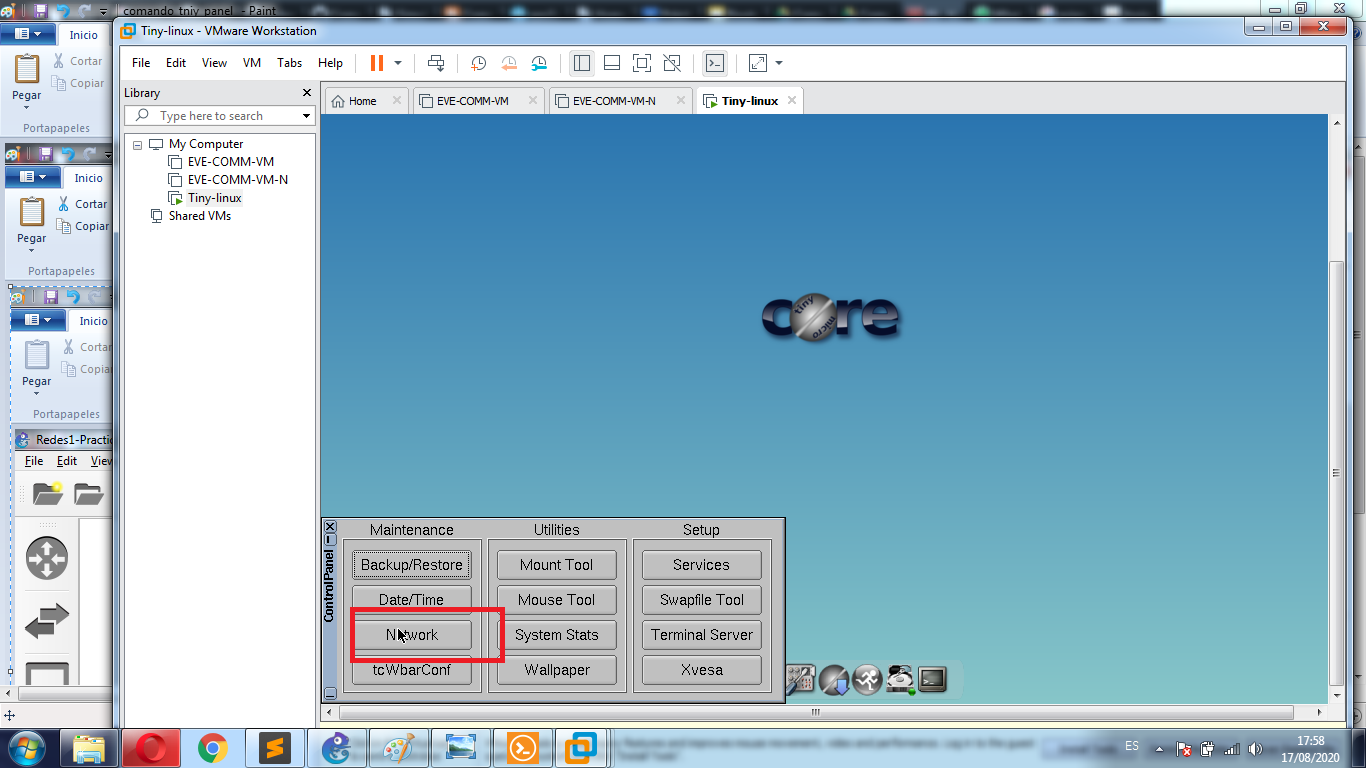 comando tniv panel - Paint
Inicio
Cortar
Copiar
Pegar
Portapapeles
Inicio
Cortar
Copiar
Pegar
Portapapeles
Inicio
Pegar
Portapapeles
Redes1-Practic
File Edit View
Tiny-linux - VMware Workstation
File Edit View VM Tabs Help
Library
Type here to search
My Computer
EVE-COMM-VM
EVE-COMM-VM-N
Tiny-linux
Shared VMs
Home EVE-COMM-VM EVE-COMM-VM-N Tiny-linux
core
tiny
micro
ControlPanel
Maintenance Utilities Setup
Backup/Restore Mount Tool Services
Date/Time Mouse Tool Swapfile Tool
Network System Stats Terminal Server
tcWbarConf Wallpaper Xvesa
ES
17:58
17/08/2020